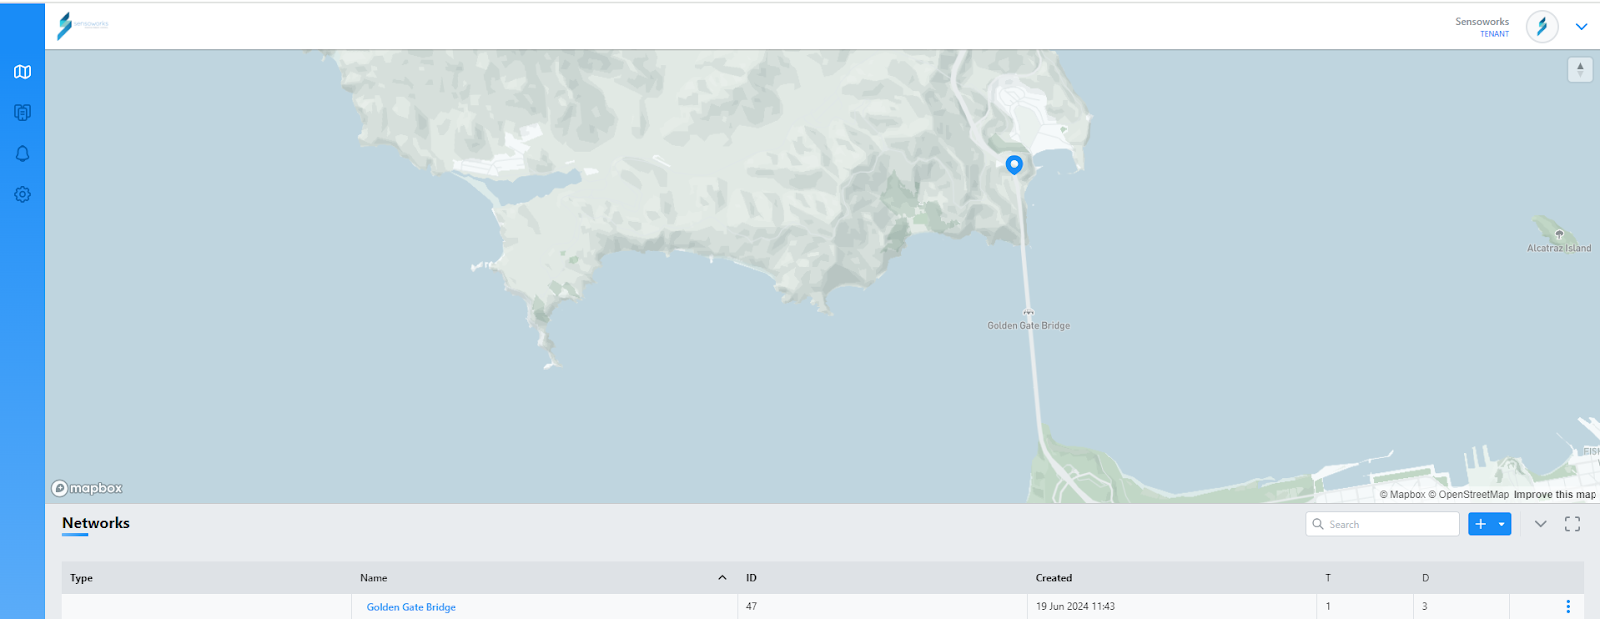 sensoworks
Sensoworks
TENANT
Alcatraz Island
Golden Gate Bridge
mapbox
© Mapbox © OpenStreetMap Improve this map
Networks
Search
Type Name ID Created T D
Golden Gate Bridge 47 19 Jun 2024 11:43 1 3